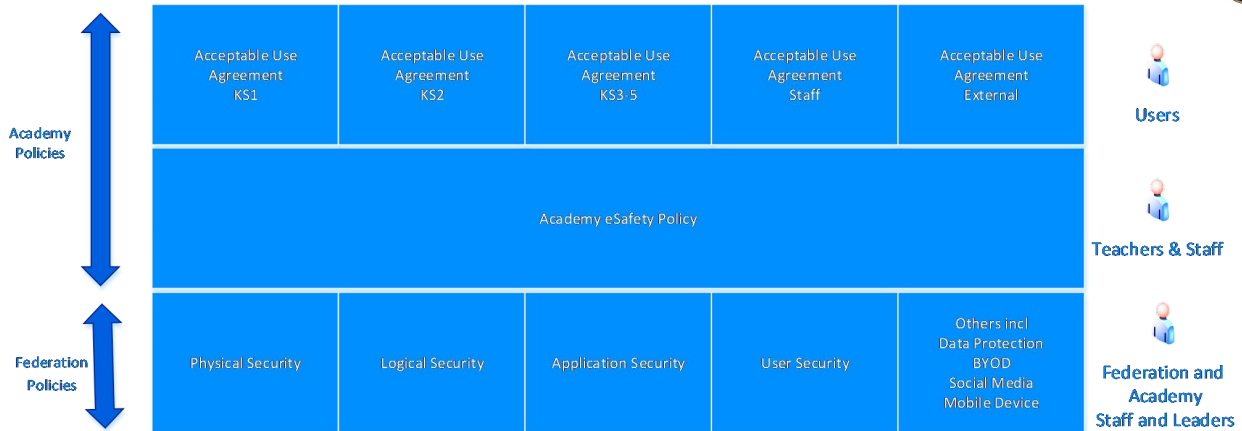 Academy
Policies
Acceptable Use
Agreement
KS1
Acceptable Use
Agreement
KS2
Acceptable Use
Agreement
KS3-5
Acceptable Use
Agreement
Staff
Acceptable Use
Agreement
External
Users
Academy eSafety Policy
Teachers & Staff
Federation
Policies
Physical Security
Logical Security
Application Security
User Security
Others incl
Data Protection
BYOD
Social Media
Mobile Device
Federation and
Academy
Staff and Leaders